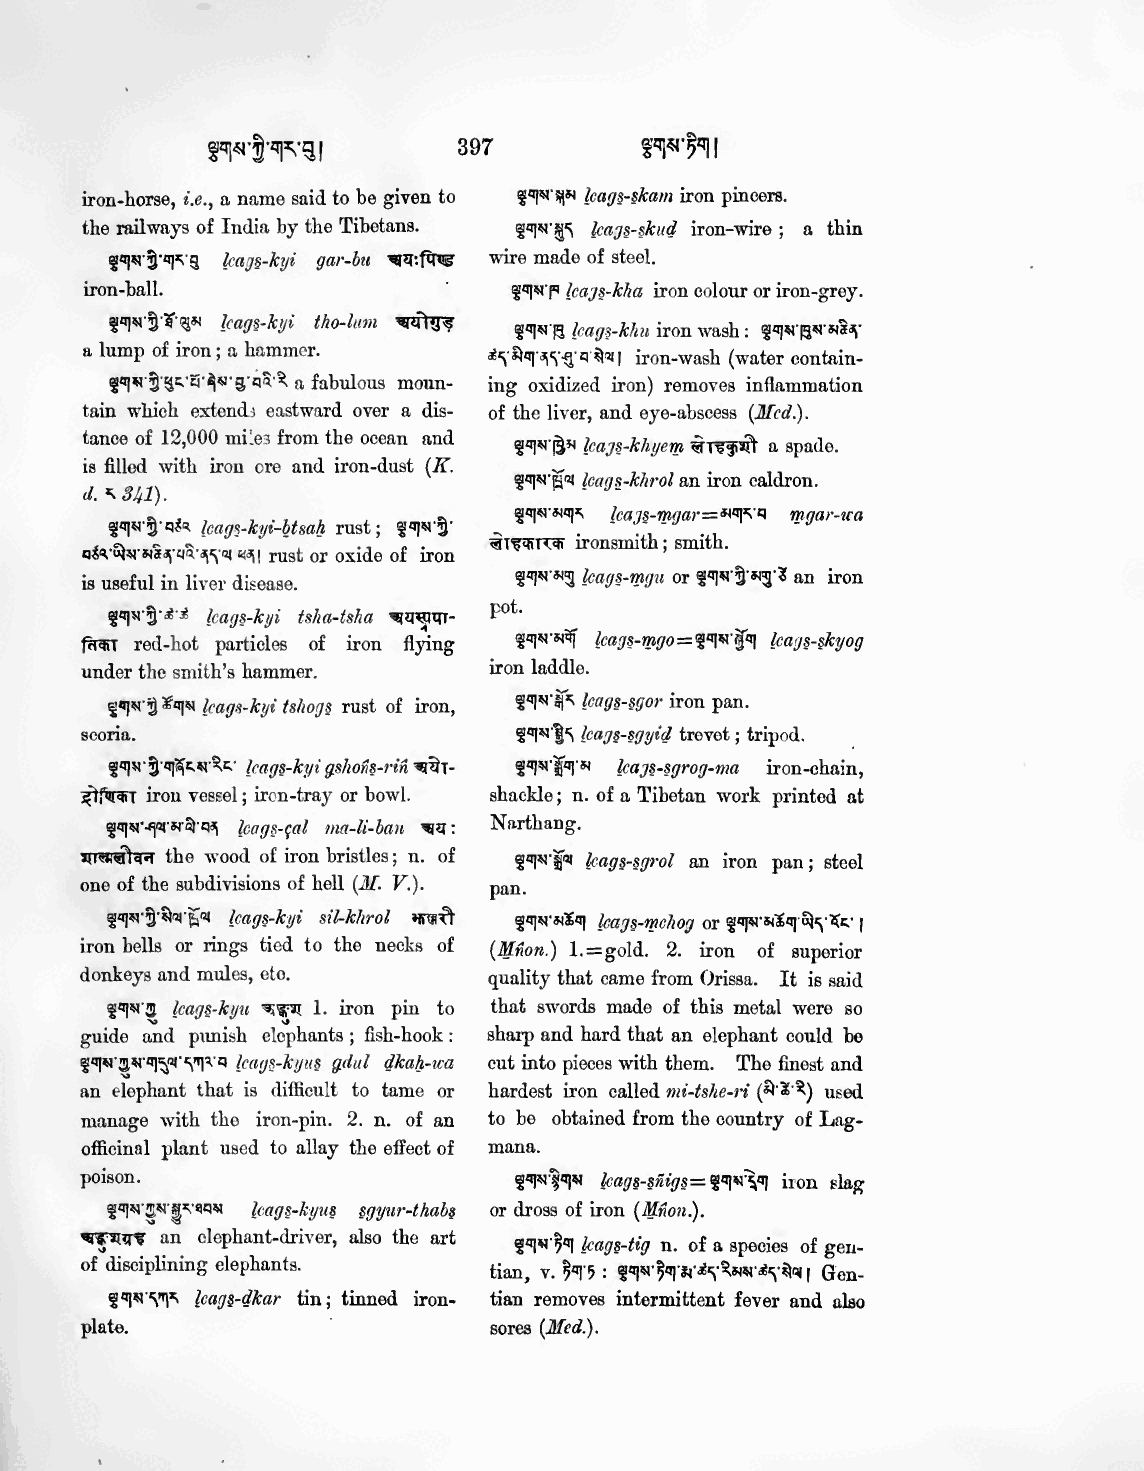 ལྕགས་ཀྱི་གར་བུ། 397 ལྕགས་ཏིག།
iron-horse, i.e., a name said to be given to
the railways of India by the Tibetans.
ལྕགས་ཀྱི་གར་བུ lcags-kyi gar-bu अयःपिण्ड
iron-ball.
ལྕགས་ཀྱི་ཐོ་ལུམ lcags-kyi tho-lum अयोगुड़
a lump of iron; a hammer.
ལྕགས་ཀྱི་ a fabulous moun-
tain which extends eastward over a dis-
tance of 12,000 miles from the ocean and
is filled with iron ore and iron-dust (K.
d. ར 341).
ལྕགས་ཀྱི་བཙའ lcags-kyi-btsaḥ rust; ལྕགས་ཀྱི་
བཙའ་ཡིས་མཆིན་པའི་ནད་ལ་ཕན། rust or oxide of iron
is useful in liver disease.
ལྕགས་ཀྱི་ཚ་ཚ lcags-kyi tsha-tsha
red-hot particles of iron flying
under the smith's hammer.
ལྕགས་ཀྱི་ཚོགས lcags-kyi tshogs rust of iron,
scoria.
ལྕགས་ཀྱི་གཞོངས་རིང་ lcags-kyi gshoṅs-riṅ अयो-
द्रोणिका iron vessel; iron-tray or bowl.
ལྕགས་ཤལ་མ་ལི་བན lcags-çal ma-li-ban अय:
शाल्मलीवन the wood of iron bristles; n. of
one of the subdivisions of hell (M. V.).
ལྕགས་ཀྱི་སིལ་ཁྲོལ lcags-kyi sil-khrol झल्लरी
iron bells or rings tied to the necks of
donkeys and mules, etc.
ལྕགས་ཀྱུ lcags-kyu अङ्कुश 1. iron pin to
guide and punish elephants; fish-hook:
ལྕགས་ཀྱུས་གདུལ་དཀའ་བ lcags-kyus gdul dkaḥ-wa
an elephant that is difficult to tame or
manage with the iron-pin. 2. n. of an
officinal plant used to allay the effect of
poison.
ལྕགས་ཀྱུས་སྒྱུར་ཐབས lcags-kyus sgyur-thabs
अङ्कुशग्रह an elephant-driver, also the art
of disciplining elephants.
ལྕགས་དཀར lcags-dkar tin; tinned iron-
plate.
ལྕགས་སྐམ lcags-skam iron pincers.
ལྕགས་སྐུད lcags-skud iron-wire; a thin
wire made of steel.
ལྕགས་ཁ lcags-kha iron colour or iron-grey.
ལྕགས་ཁུ lcags-khu iron wash: ལྕགས་ཁུས་མཆིན་
ཚད་མིག་ནད་ iron-wash (water contain-
ing oxidized iron) removes inflammation
of the liver, and eye-abscess (Med.).
ལྕགས་ཁྱེམ lcags-khyem लोहकुशी a spade.
ལྕགས་ཁྲོལ lcags-khrol an iron caldron.
ལྕགས་མགར lcags-mgar=མགར་བ mgar-wa
लोहकारक ironsmith; smith.
ལྕགས་མགུ lcags-mgu or ལྕགས་ཀྱི་མགུ་ཙེ an iron
pot.
ལྕགས་མགོ lcags-mgo=ལྕགས་སྐྱོག lcags-skyog
iron laddle.
ལྕགས་སྒོར lcags-sgor iron pan.
ལྕགས་སྒྱིད lcags-sgyid trevet; tripod.
ལྕགས་སྒྲོག་མ lcags-sgrog-ma iron-chain,
shackle; n. of a Tibetan work printed at
Narthang.
ལྕགས་སྒྲོལ lcags-sgrol an iron pan; steel
pan.
ལྕགས་མཆོག lcags-mchog or ལྕགས་མཆོག་ཡིད་འོང་།
(Mṅon.) 1.=gold. 2. iron of superior
quality that came from Orissa. It is said
that swords made of this metal were so
sharp and hard that an elephant could be
cut into pieces with them. The finest and
hardest iron called mi-tshe-ri (མི་ཚེ་རི) used
to be obtained from the country of Lag-
mana.
ལྕགས་སྙིགས lcags-sñigs=ལྕགས་དྲེག iron slag
or dross of iron (Mṅon.).
ལྕགས་ཏིག lcags-tig n. of a species of gen-
tian, v. ཏིག་ཏ: ལྕགས་ཏིག་རྨ་ཚད་རིམས་ཚད་སེལ། Gen-
tian removes intermittent fever and also
sores (Med.).